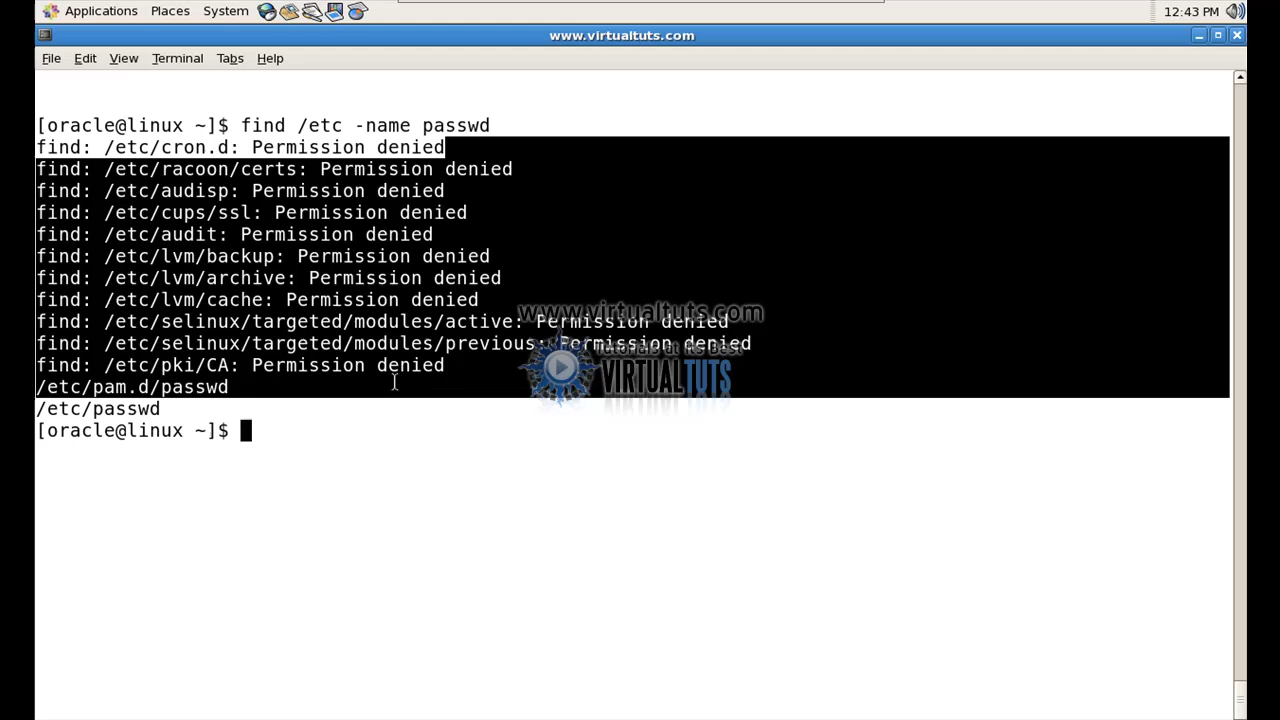 Applications Places System 12:43 PM
www.virtualtuts.com
File Edit View Terminal Tabs Help
[oracle@linux ~]$ find /etc -name passwd
find: /etc/cron.d: Permission denied
find: /etc/racoon/certs: Permission denied
find: /etc/audisp: Permission denied
find: /etc/cups/ssl: Permission denied
find: /etc/audit: Permission denied
find: /etc/lvm/backup: Permission denied
find: /etc/lvm/archive: Permission denied
find: /etc/lvm/cache: Permission denied
www.virtualtuts.com
find: /etc/selinux/targeted/modules/active: Permission denied
find: /etc/selinux/targeted/modules/previous: Permission denied
tutorials at its best
find: /etc/pki/CA: Permission denied
VIRTUALTUTS
/etc/pam.d/passwd
/etc/passwd
[oracle@linux ~]$